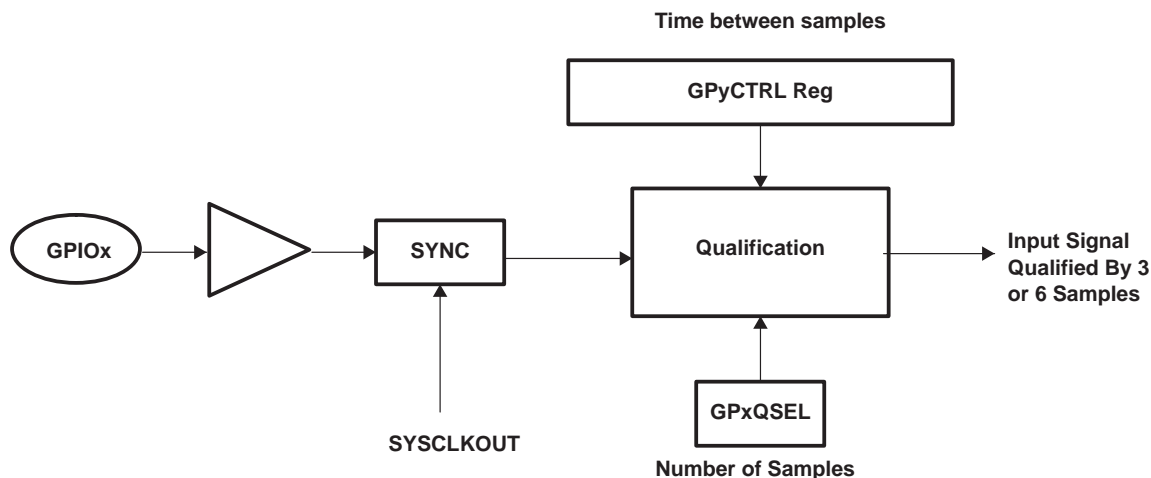 Time between samples
GPyCTRL Reg
GPIOx
SYNC
Qualification
Input Signal
Qualified By 3
or 6 Samples
GPxQSEL
SYSCLKOUT
Number of Samples